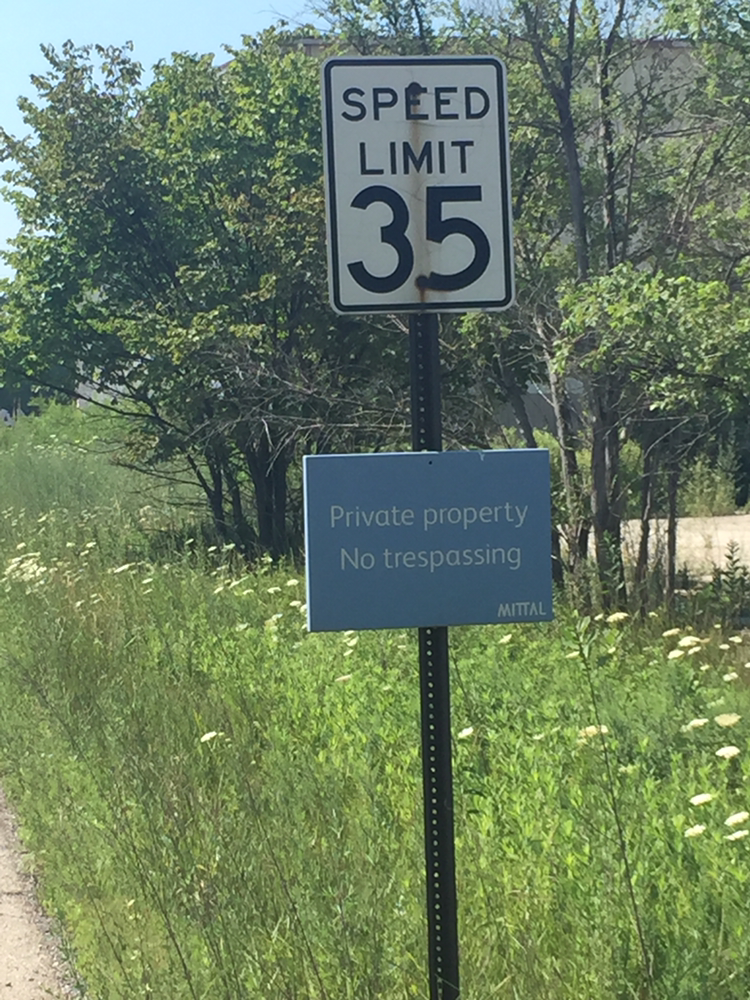 SPEED
LIMIT
35
Private property
No trespassing
MITTAL